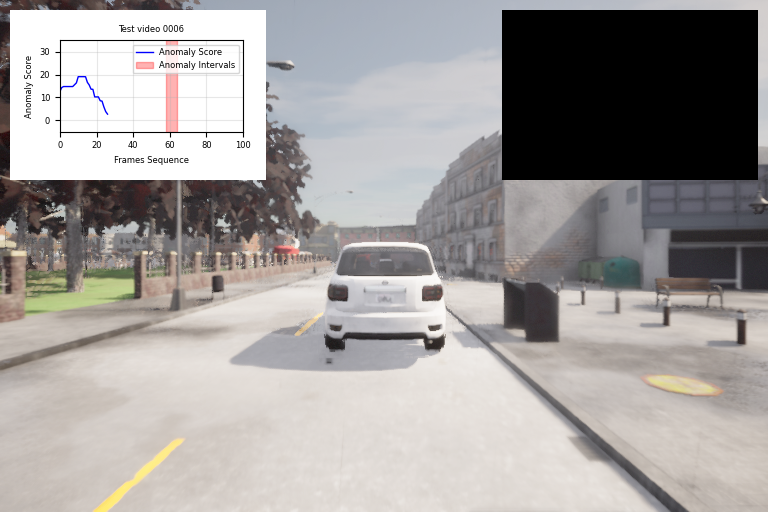 Test video 0006
Anomaly Score
Anomaly Intervals
Anomaly Score
30
20
10
0
0 20 40 60 80 100
Frames Sequence